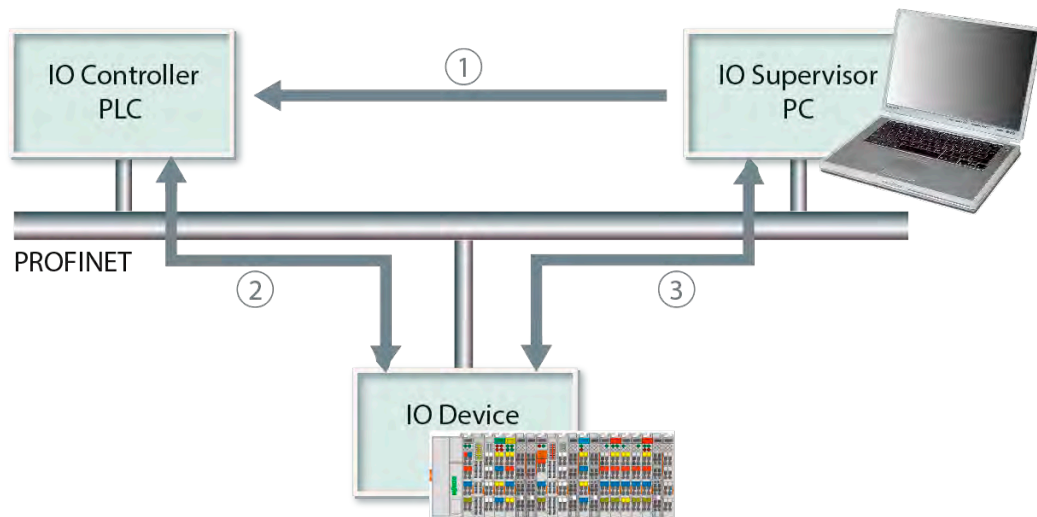 IO Controller
PLC
1
IO Supervisor
PC
PROFINET
2
3
IO Device